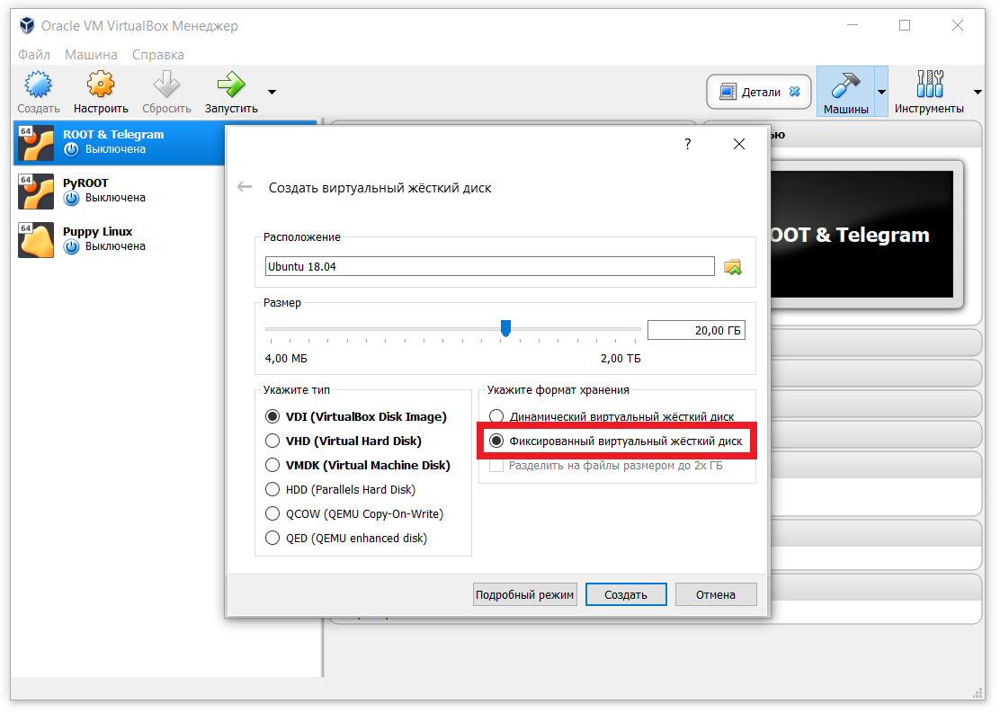 Oracle VM VirtualBox Менеджер
Файл Машина Справка
Создать Настроить Сбросить Запустить Детали Машины Инструменты
64 ROOT & Telegram
Выключена
64 PyROOT
Выключена
64 Puppy Linux
Выключена
?
Создать виртуальный жёсткий диск
Расположение
Ubuntu 18.04
OOT & Telegram
Размер
20,00 ГБ
4,00 МБ 2,00 ТБ
Укажите тип
VDI (VirtualBox Disk Image)
VHD (Virtual Hard Disk)
VMDK (Virtual Machine Disk)
HDD (Parallels Hard Disk)
QCOW (QEMU Copy-On-Write)
QED (QEMU enhanced disk)
Укажите формат хранения
Динамический виртуальный жёсткий диск
Фиксированный виртуальный жёсткий диск
Разделить на файлы размером до 2х ГБ
Подробный режим Создать Отмена